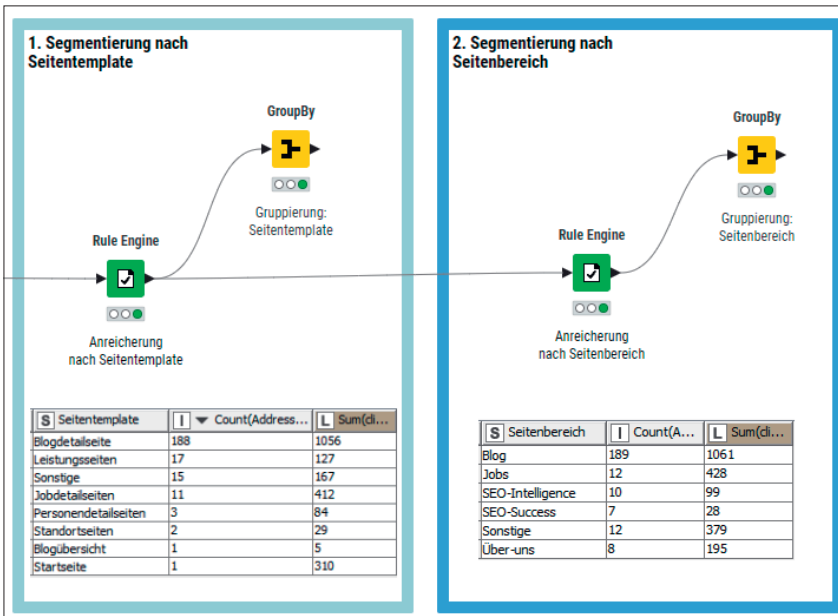 1. Segmentierung nach
Seitentemplate
GroupBy
Gruppierung:
Seitentemplate
Rule Engine
Anreicherung
nach Seitentemplate
S Seitentemplate I Count(Address... L Sum(cli...
Blogdetailseite 188 1056
Leistungsseiten 17 127
Sonstige 15 167
Jobdetailseiten 11 412
Personendetailseiten 3 84
Standortseiten 2 29
Blogübersicht 1 5
Startseite 1 310
2. Segmentierung nach
Seitenbereich
GroupBy
Gruppierung:
Seitenbereich
Rule Engine
Anreicherung
nach Seitenbereich
S Seitenbereich I Count(A... L Sum(cli...
Blog 189 1061
Jobs 12 428
SEO-Intelligence 10 99
SEO-Success 7 28
Sonstige 12 379
Über-uns 8 195